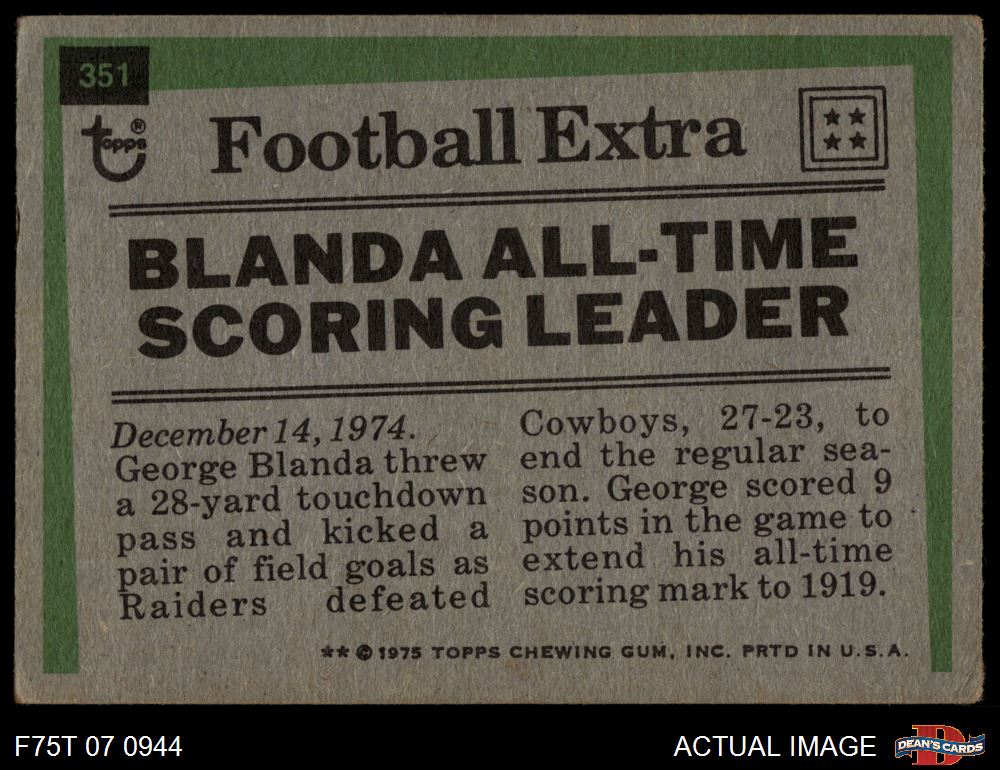 351
topps®
Football Extra
BLANDA ALL-TIME
SCORING LEADER
December 14, 1974.
George Blanda threw
a 28-yard touchdown
pass and kicked a
pair of field goals as
Raiders defeated
Cowboys, 27-23, to
end the regular sea-
son. George scored 9
points in the game to
extend his all-time
scoring mark to 1919.
** © 1975 TOPPS CHEWING GUM, INC. PRTD IN U.S.A.
F75T 07 0944
ACTUAL IMAGE
D
DEAN'S CARDS